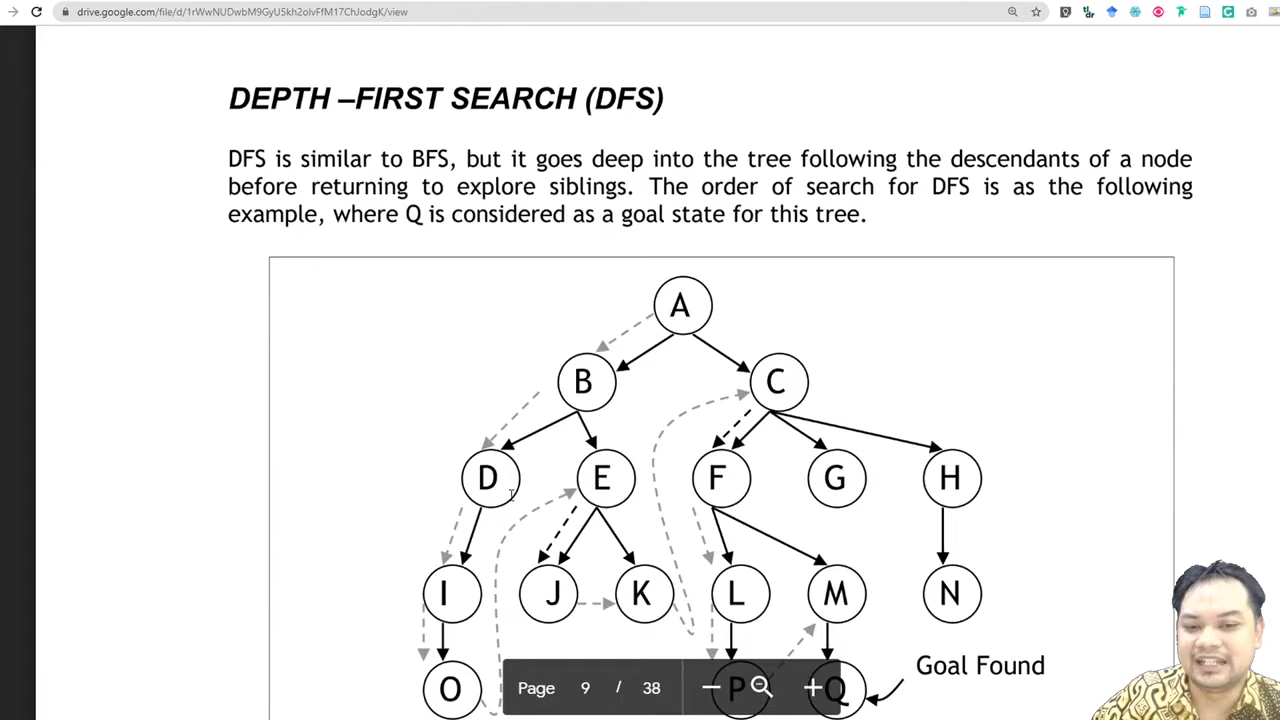 drive.google.com/file/d/1rWwNUDwbM9GyU5kh2olvFfM17ChJodgK/view
DEPTH –FIRST SEARCH (DFS)
DFS is similar to BFS, but it goes deep into the tree following the descendants of a node
before returning to explore siblings. The order of search for DFS is as the following
example, where Q is considered as a goal state for this tree.
A
B C
D E F G H
I J K L M N
Goal Found
O P Q
Page 9 / 38